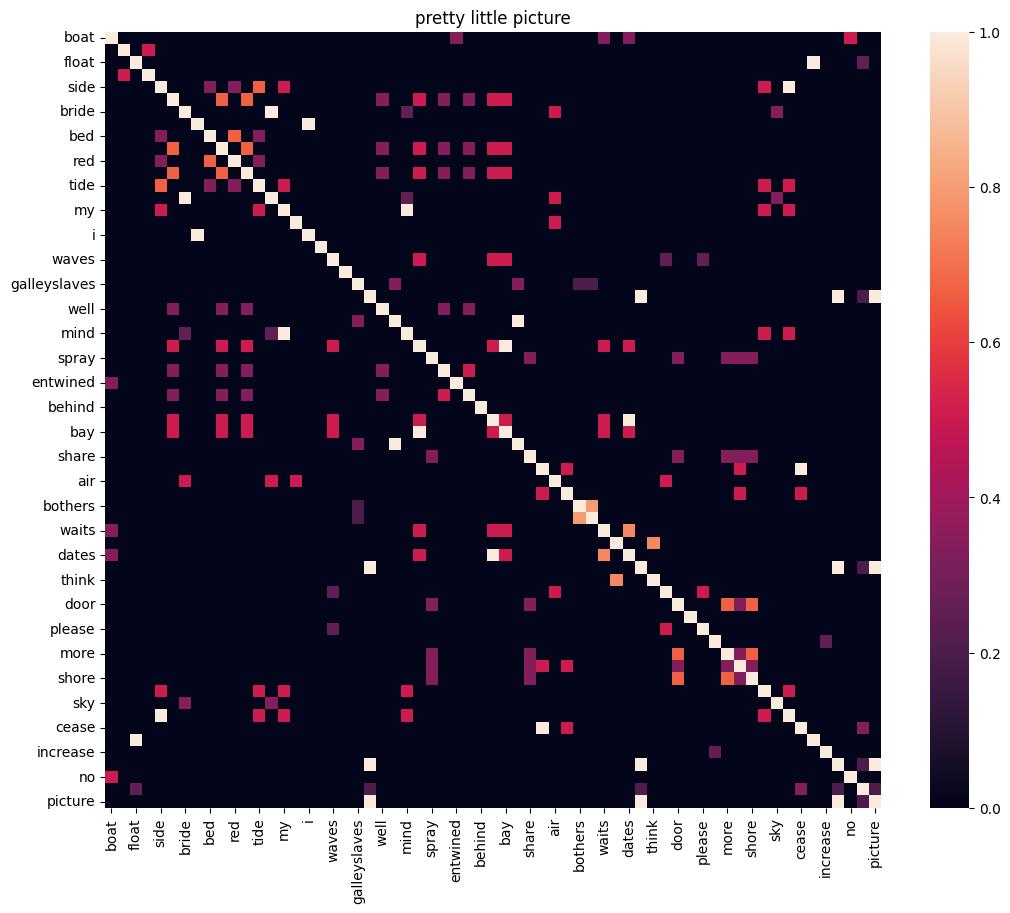 pretty little picture
boat
float
side
bride
bed
red
tide
my
i
waves
galleyslaves
well
mind
spray
entwined
behind
bay
share
air
bothers
waits
dates
think
door
please
more
shore
sky
cease
increase
no
picture
boat
float
side
bride
bed
red
tide
my
i
waves
galleyslaves
well
mind
spray
entwined
behind
bay
share
air
bothers
waits
dates
think
door
please
more
shore
sky
cease
increase
no
picture
1.0
0.8
0.6
0.4
0.2
0.0